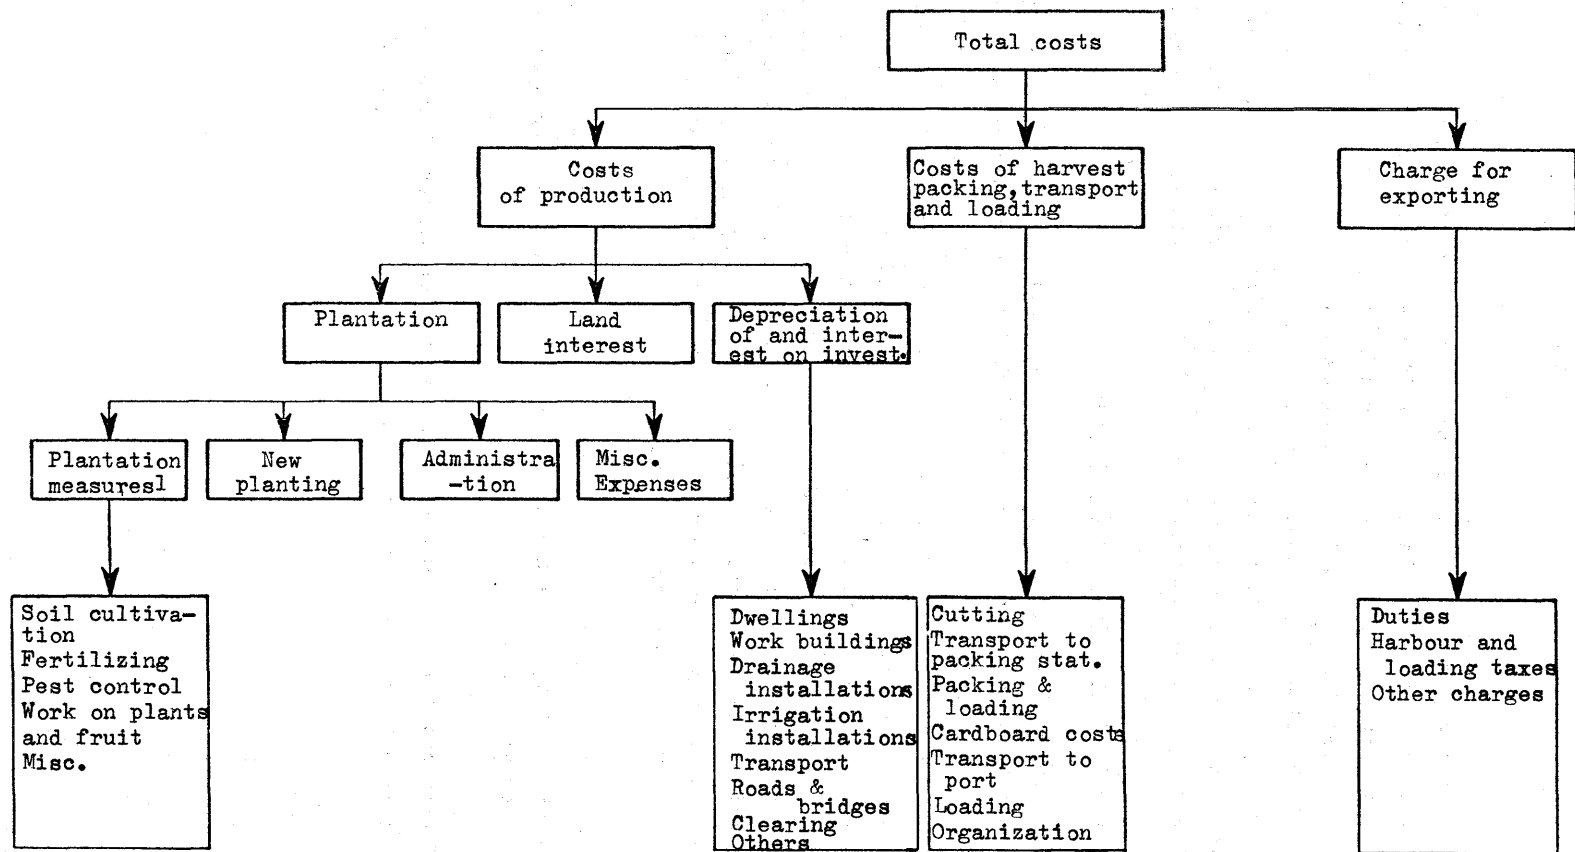 Total costs
Costs
of production
Costs of harvest
packing, transport
and loading
Charge for
exporting
Plantation
Land
interest
Depreciation
of and inter-
est on invest.
Plantation
measures1
New
planting
Administra
-tion
Misc.
Expenses
Soil cultiva-
tion
Fertilizing
Pest control
Work on plants
and fruit
Misc.
Dwellings
Work buildings
Drainage
installations
Irrigation
installations
Transport
Roads &
bridges
Clearing
Others
Cutting
Transport to
packing stat.
Packing &
loading
Cardboard costs
Transport to
port
Loading
Organization
Duties
Harbour and
loading taxes
Other charges